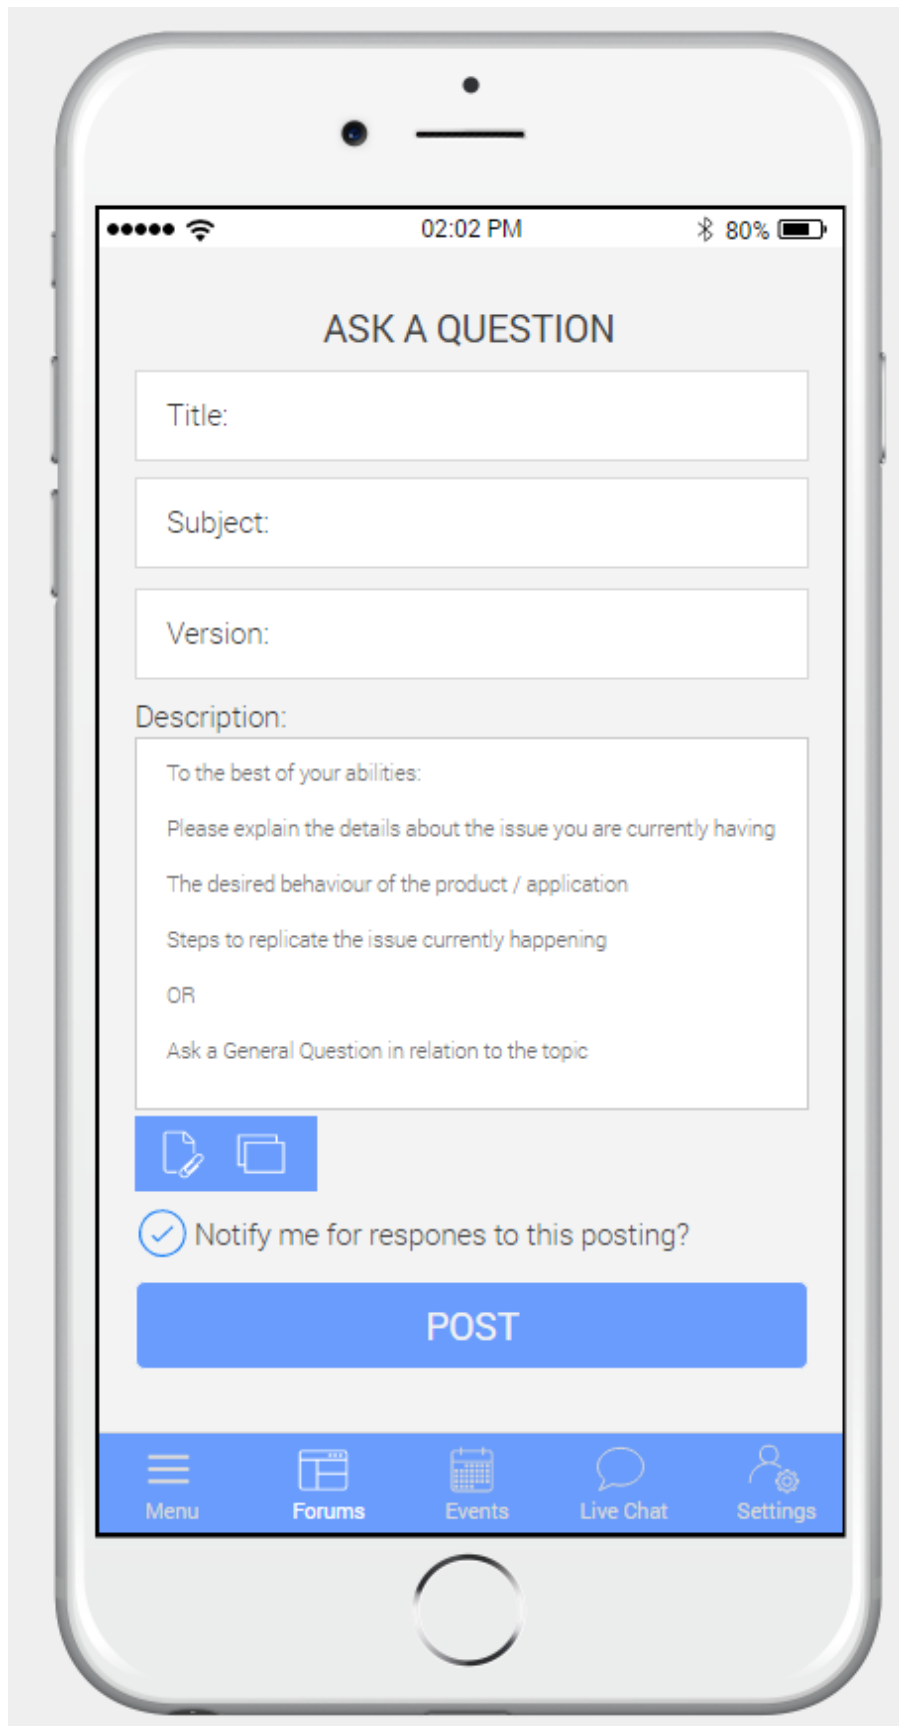 02:02 PM
80%
ASK A QUESTION
Title:
Subject:
Version:
Description:
To the best of your abilities:
Please explain the details about the issue you are currently having
The desired behaviour of the product / application
Steps to replicate the issue currently happening
OR
Ask a General Question in relation to the topic
Notify me for respones to this posting?
POST
Menu Forums Events Live Chat Settings